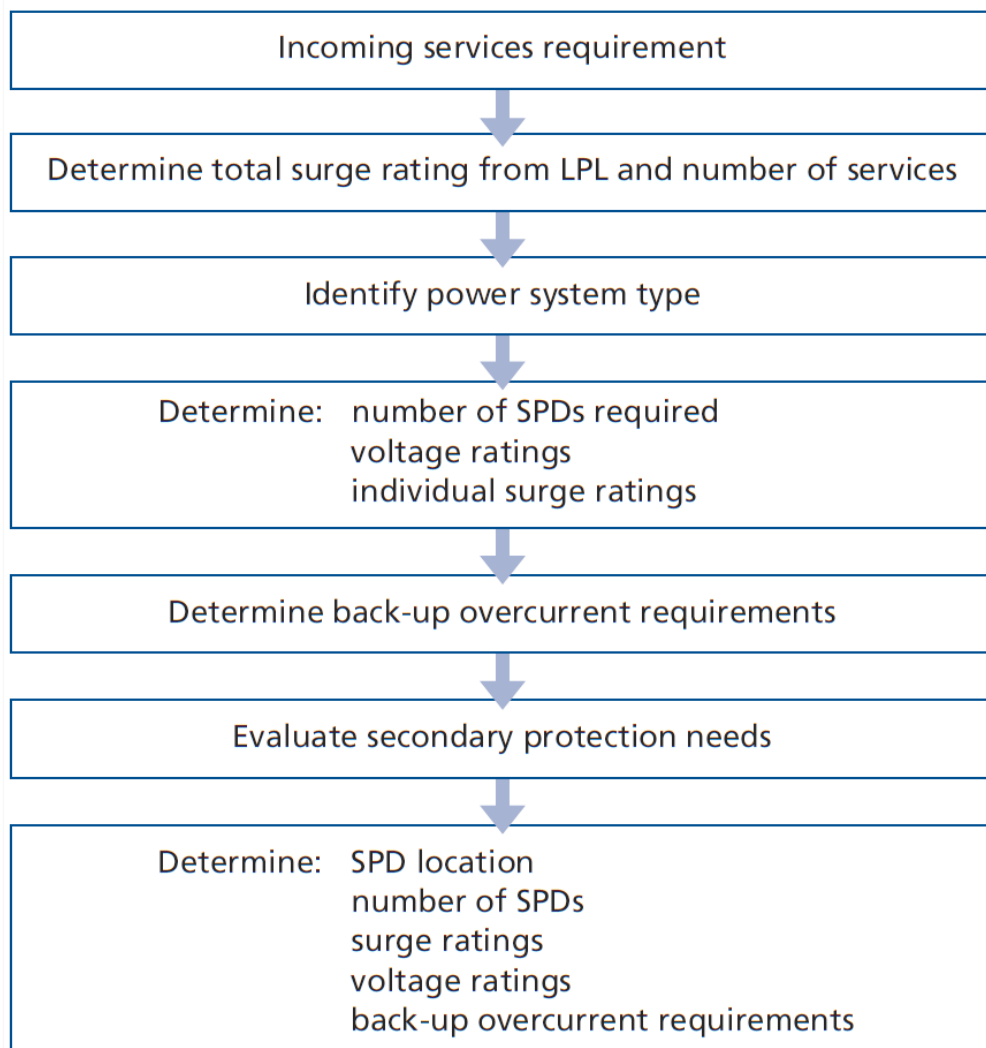 Incoming services requirement
Determine total surge rating from LPL and number of services
Identify power system type
Determine: number of SPDs required
voltage ratings
individual surge ratings
Determine back-up overcurrent requirements
Evaluate secondary protection needs
Determine: SPD location
number of SPDs
surge ratings
voltage ratings
back-up overcurrent requirements